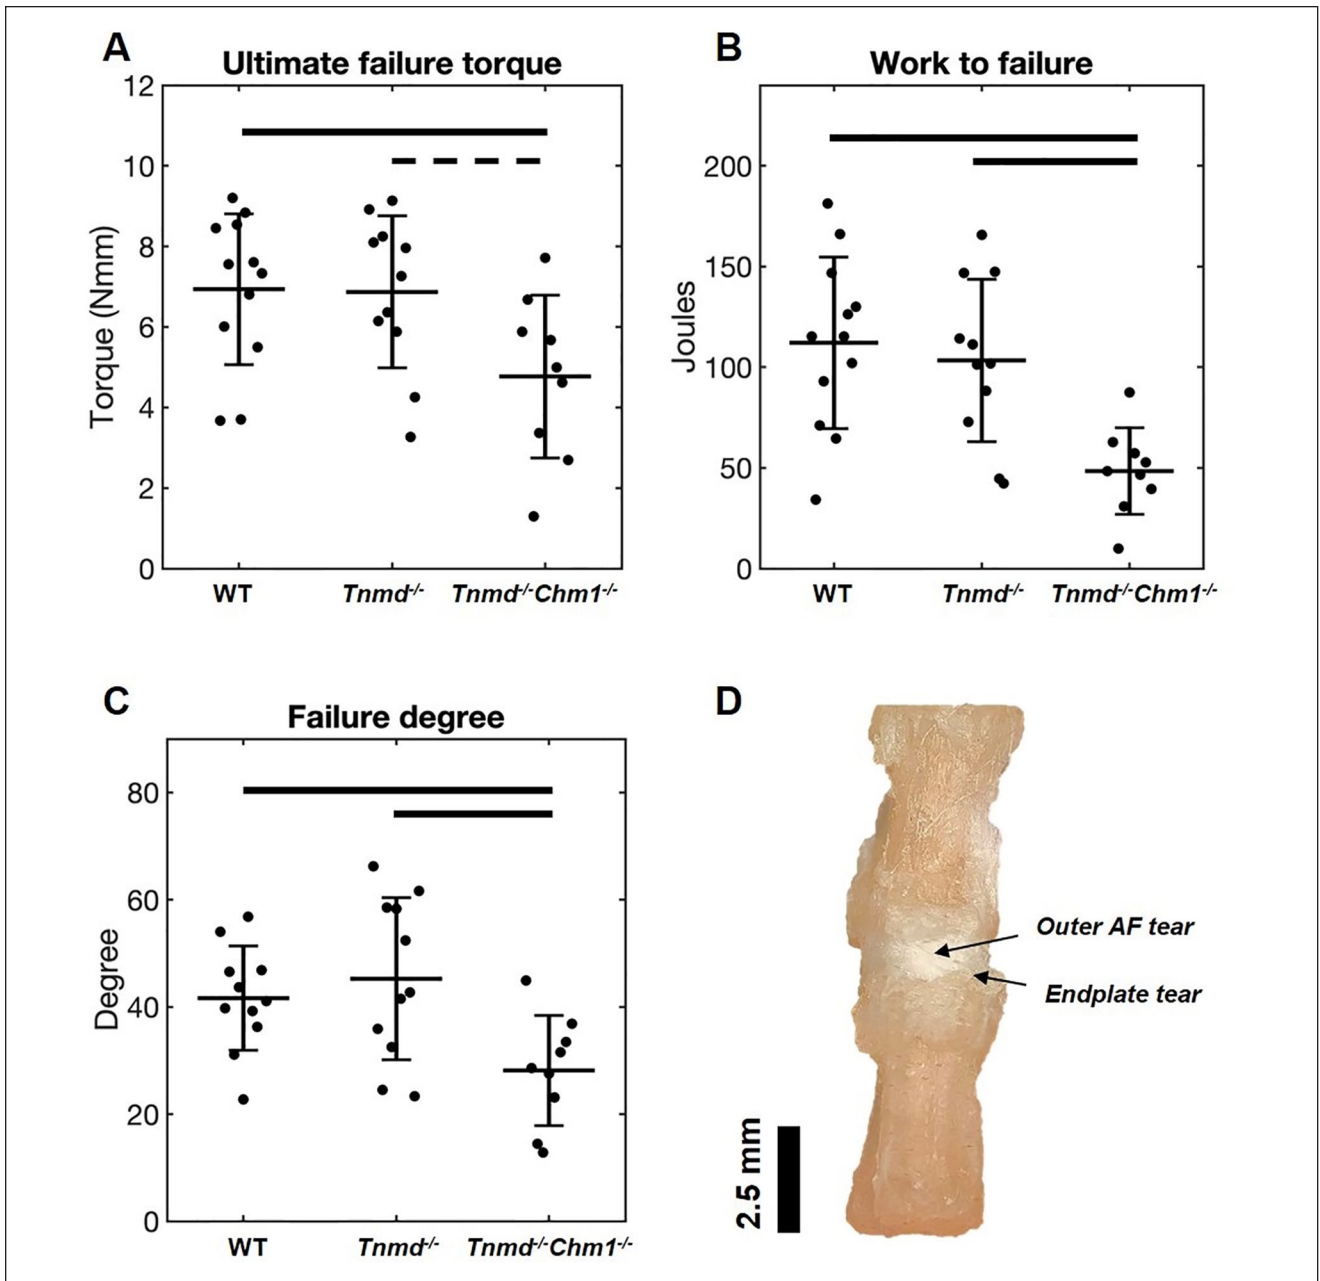 A
Ultimate failure torque
Torque (Nmm)
12
10
8
6
4
2
0
WT
Tnmd-/-
Tnmd-/-Chm1-/-
B
Work to failure
Joules
200
150
100
50
0
WT
Tnmd-/-
Tnmd-/-Chm1-/-
C
Failure degree
Degree
80
60
40
20
0
WT
Tnmd-/-
Tnmd-/-Chm1-/-
D
Outer AF tear
Endplate tear
2.5 mm